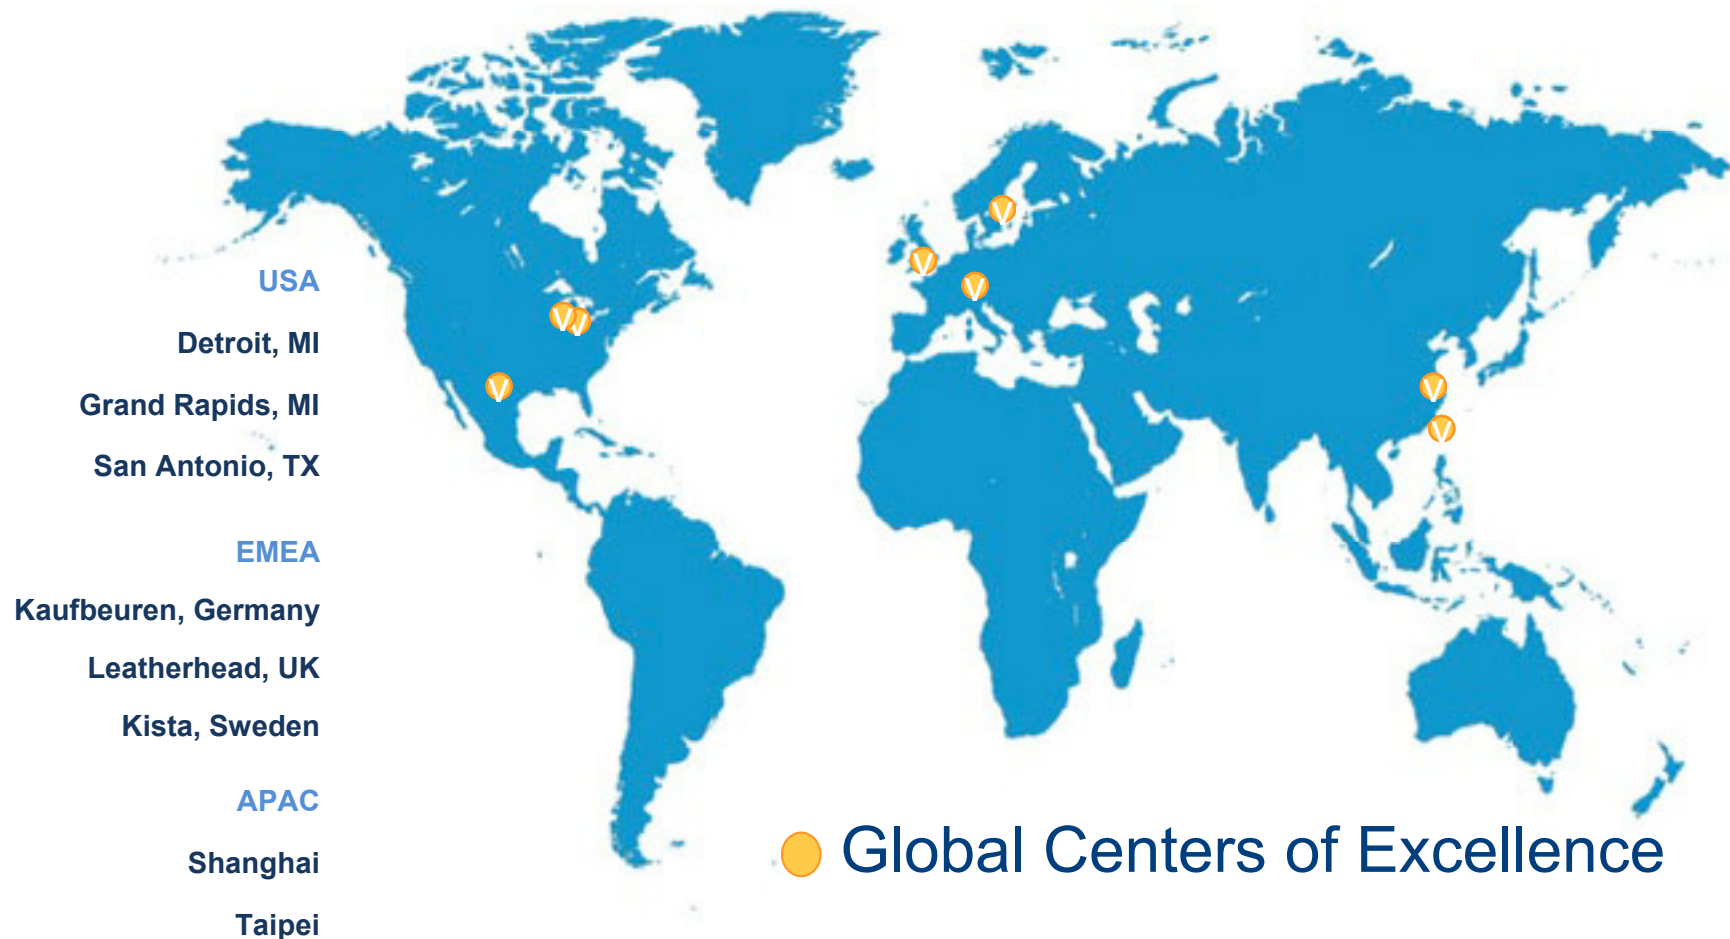 USA
Detroit, MI
Grand Rapids, MI
San Antonio, TX
EMEA
Kaufbeuren, Germany
Leatherhead, UK
Kista, Sweden
APAC
Shanghai
Taipei
V
V
V
V
V
V
V
V
Global Centers of Excellence